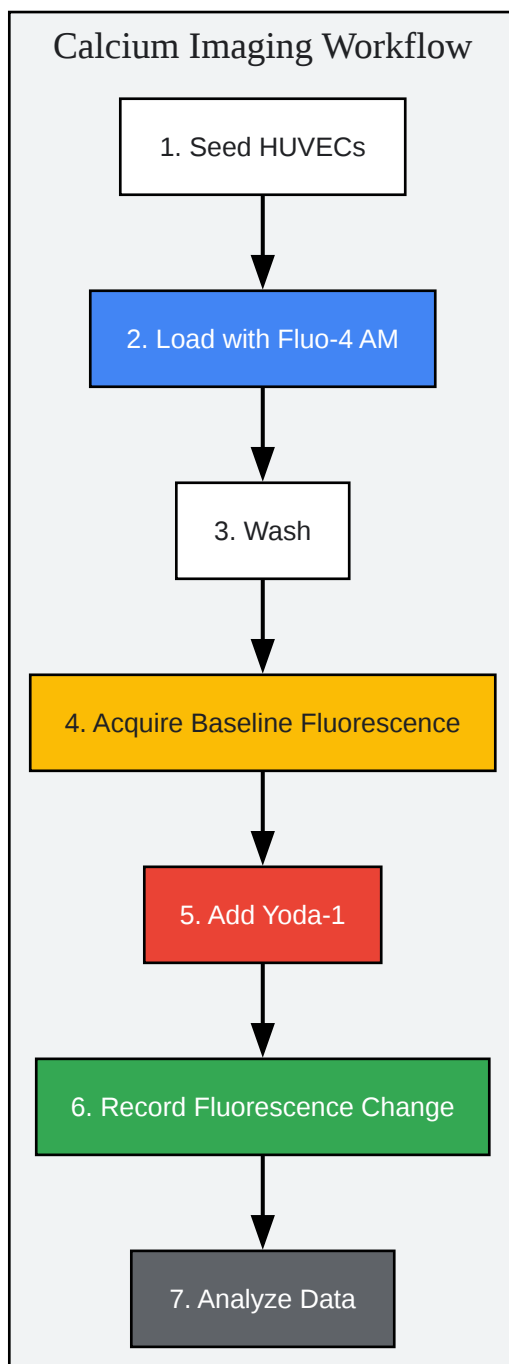 Calcium Imaging Workflow
1. Seed HUVECs
2. Load with Fluo-4 AM
3. Wash
4. Acquire Baseline Fluorescence
5. Add Yoda-1
6. Record Fluorescence Change
7. Analyze Data